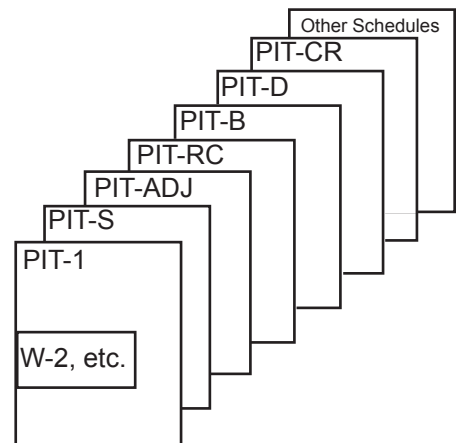 Other Schedules
PIT-CR
PIT-D
PIT-B
PIT-RC
PIT-ADJ
PIT-S
PIT-1
W-2, etc.